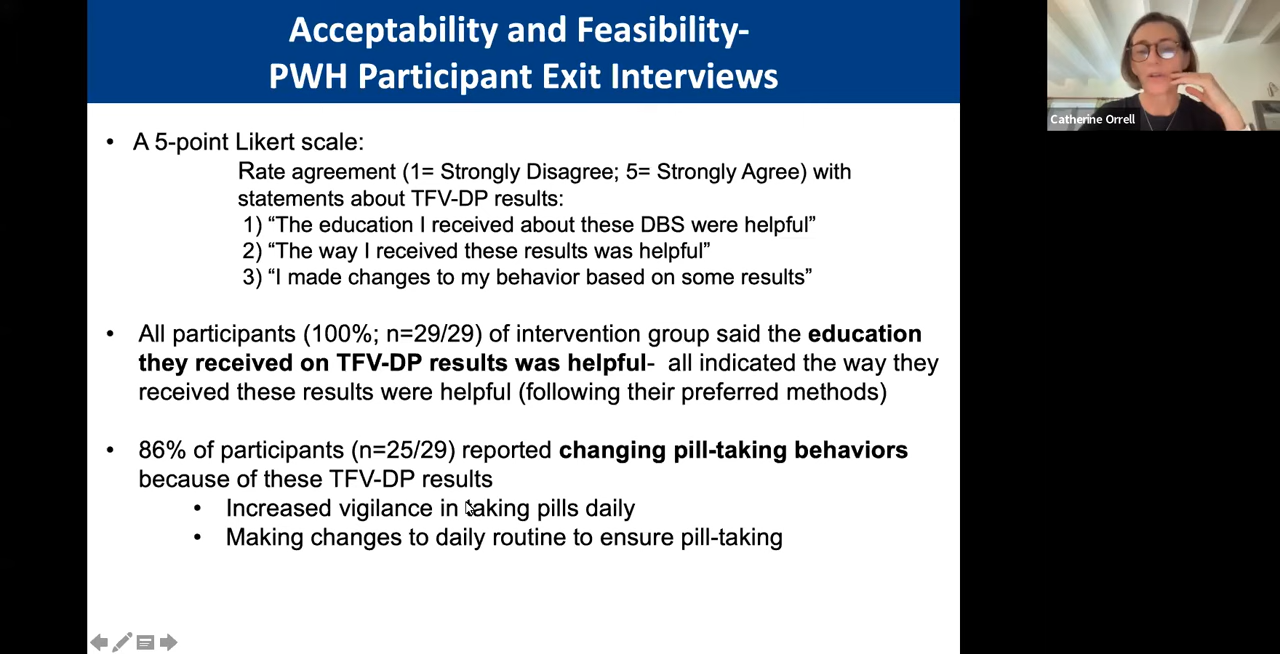 Acceptability and Feasibility-
PWH Participant Exit Interviews
• A 5-point Likert scale:
Rate agreement (1= Strongly Disagree; 5= Strongly Agree) with
statements about TFV-DP results:
1) “The education I received about these DBS were helpful”
2) “The way I received these results was helpful”
3) “I made changes to my behavior based on some results”
• All participants (100%; n=29/29) of intervention group said the education
they received on TFV-DP results was helpful- all indicated the way they
received these results were helpful (following their preferred methods)
• 86% of participants (n=25/29) reported changing pill-taking behaviors
because of these TFV-DP results
• Increased vigilance in taking pills daily
• Making changes to daily routine to ensure pill-taking
Catherine Orrell